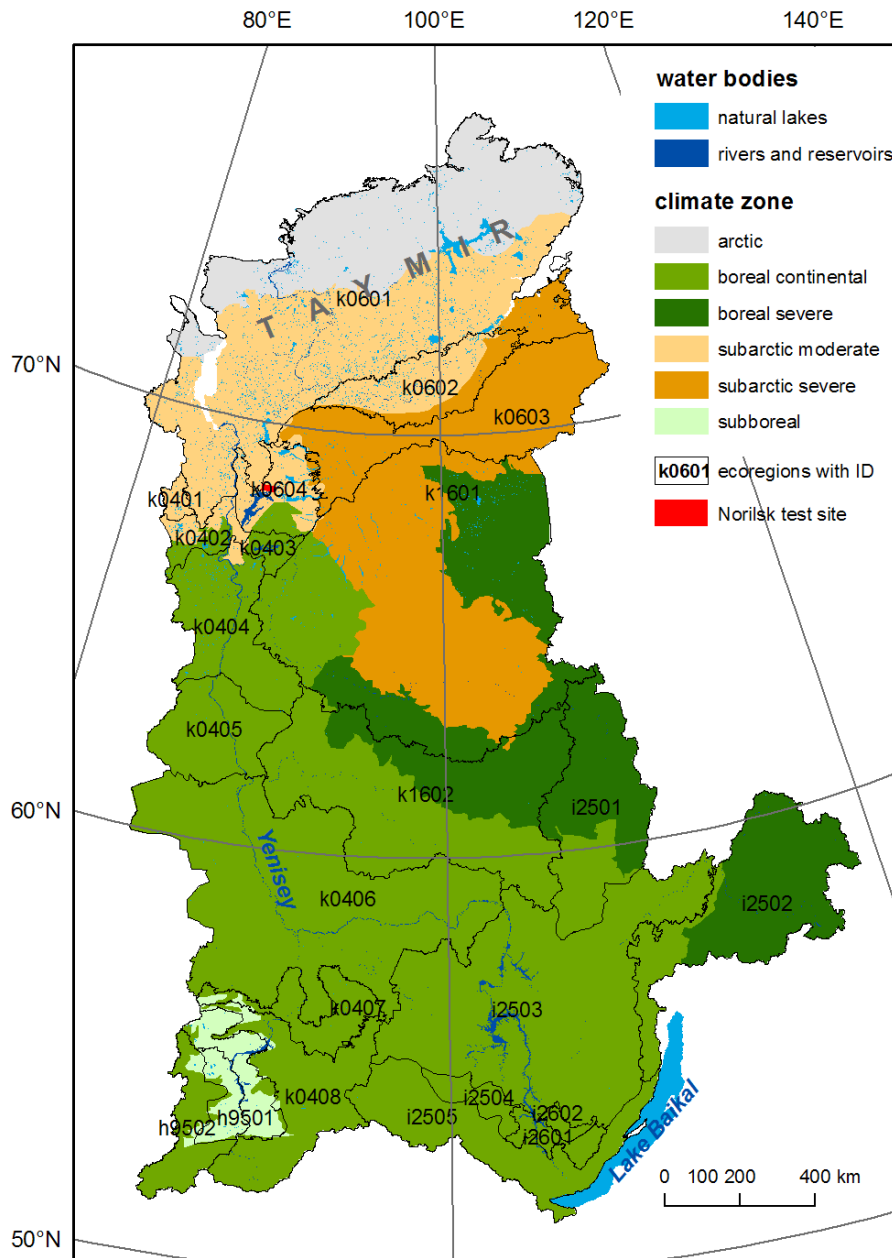 80°E 100°E 120°E 140°E
water bodies
natural lakes
rivers and reservoirs
climate zone
arctic
boreal continental
boreal severe
subarctic moderate
subarctic severe
subboreal
k0601 ecoregions with ID
Norilsk test site
70°N
60°N
50°N
TAYMIR
k0601
k0602
k0603
k1601
k0604
k0401
k0402
k0403
k0404
k0405
k1602
i2501
Yenisey
k0406
i2502
k0407
i2503
k0408
i2504
i2505
i2602
i2601
h9501
h9502
Lake Baikal
0 100 200 400 km